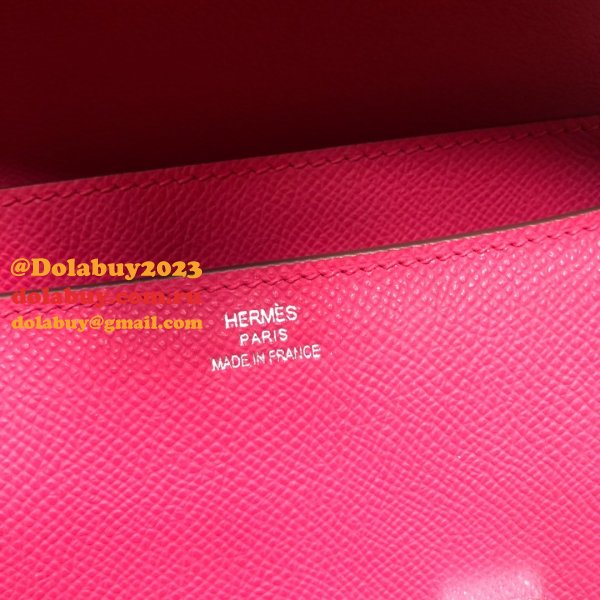 @Dolabuy2023
dolabuy.com.ru
dolabuy@gmail.com
HERMÈS
PARIS
MADE IN FRANCE